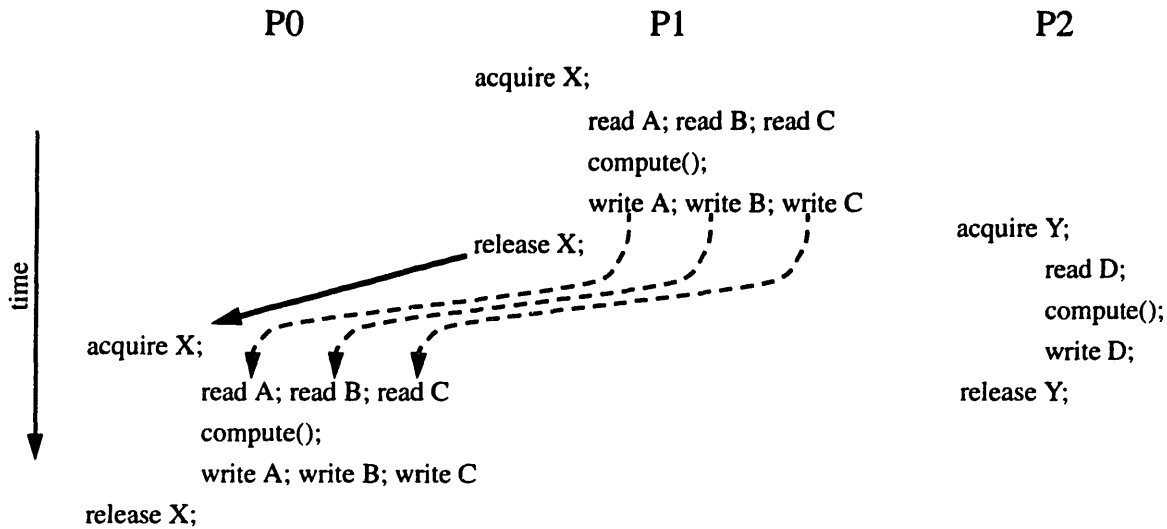 P0 P1 P2
acquire X;
read A; read B; read C
compute();
write A; write B; write C
acquire Y;
release X;
read D;
time
compute();
acquire X;
write D;
read A; read B; read C
release Y;
compute();
write A; write B; write C
release X;